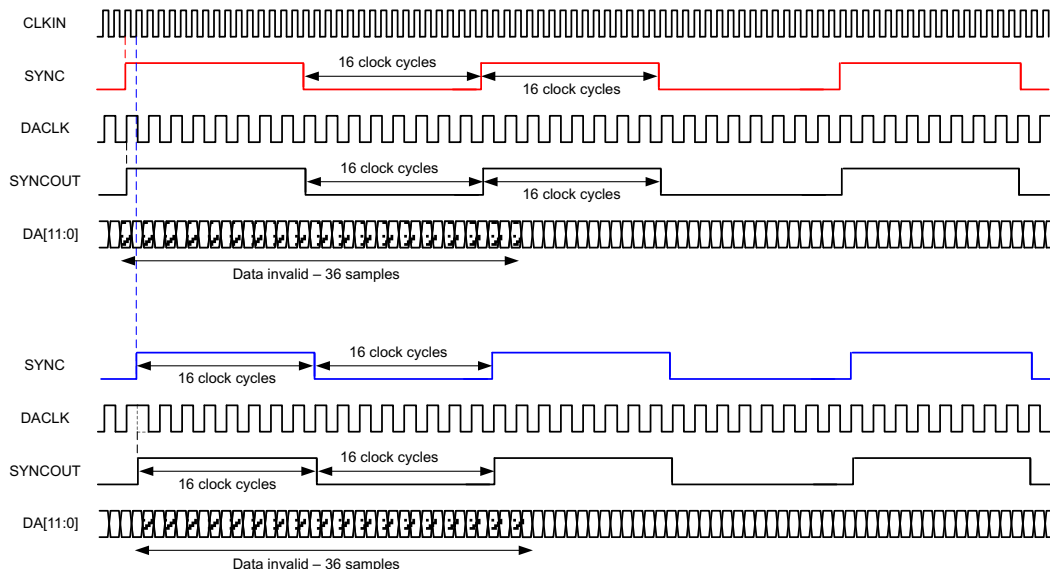 CLKIN
SYNC
16 clock cycles
16 clock cycles
DACLK
SYNCOUT
16 clock cycles
16 clock cycles
DA[11:0]
Data invalid – 36 samples
SYNC
16 clock cycles
16 clock cycles
DACLK
SYNCOUT
16 clock cycles
16 clock cycles
DA[11:0]
Data invalid – 36 samples